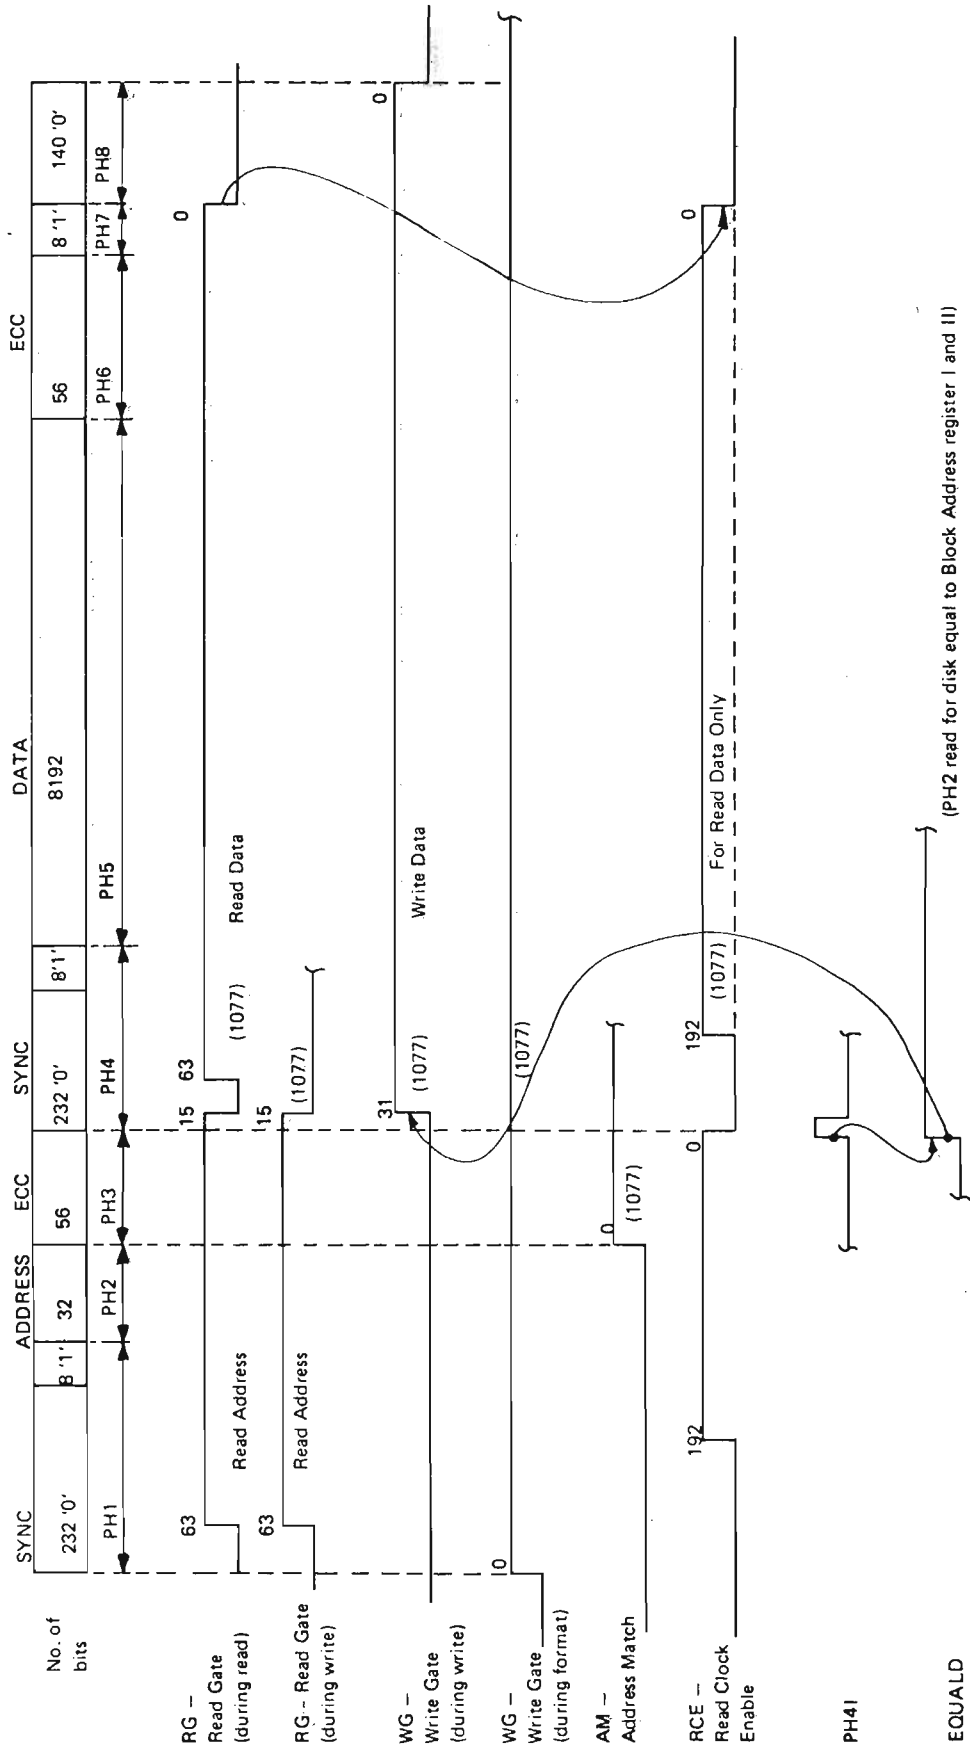 SYNC ADDRESS ECC SYNC DATA ECC
No. of bits
232 '0' 8 '1' 32 56 232 '0' 8'1' 8192 56 8 '1' 140 '0'
PH1 PH2 PH3 PH4 PH5 PH6 PH7 PH8
RG –
Read Gate
(during read)
63 15 63 0
Read Address (1077) Read Data
RG – Read Gate
(during write)
63 15
Read Address (1077)
WG –
Write Gate
(during write)
31 0
(1077) Write Data
WG –
Write Gate
(during format)
0 (1077)
AM –
Address Match
0
(1077)
RCE –
Read Clock
Enable
192 0 192 0
(1077) For Read Data Only
PH4I
EQUALD
(PH2 read for disk equal to Block Address register I and II)